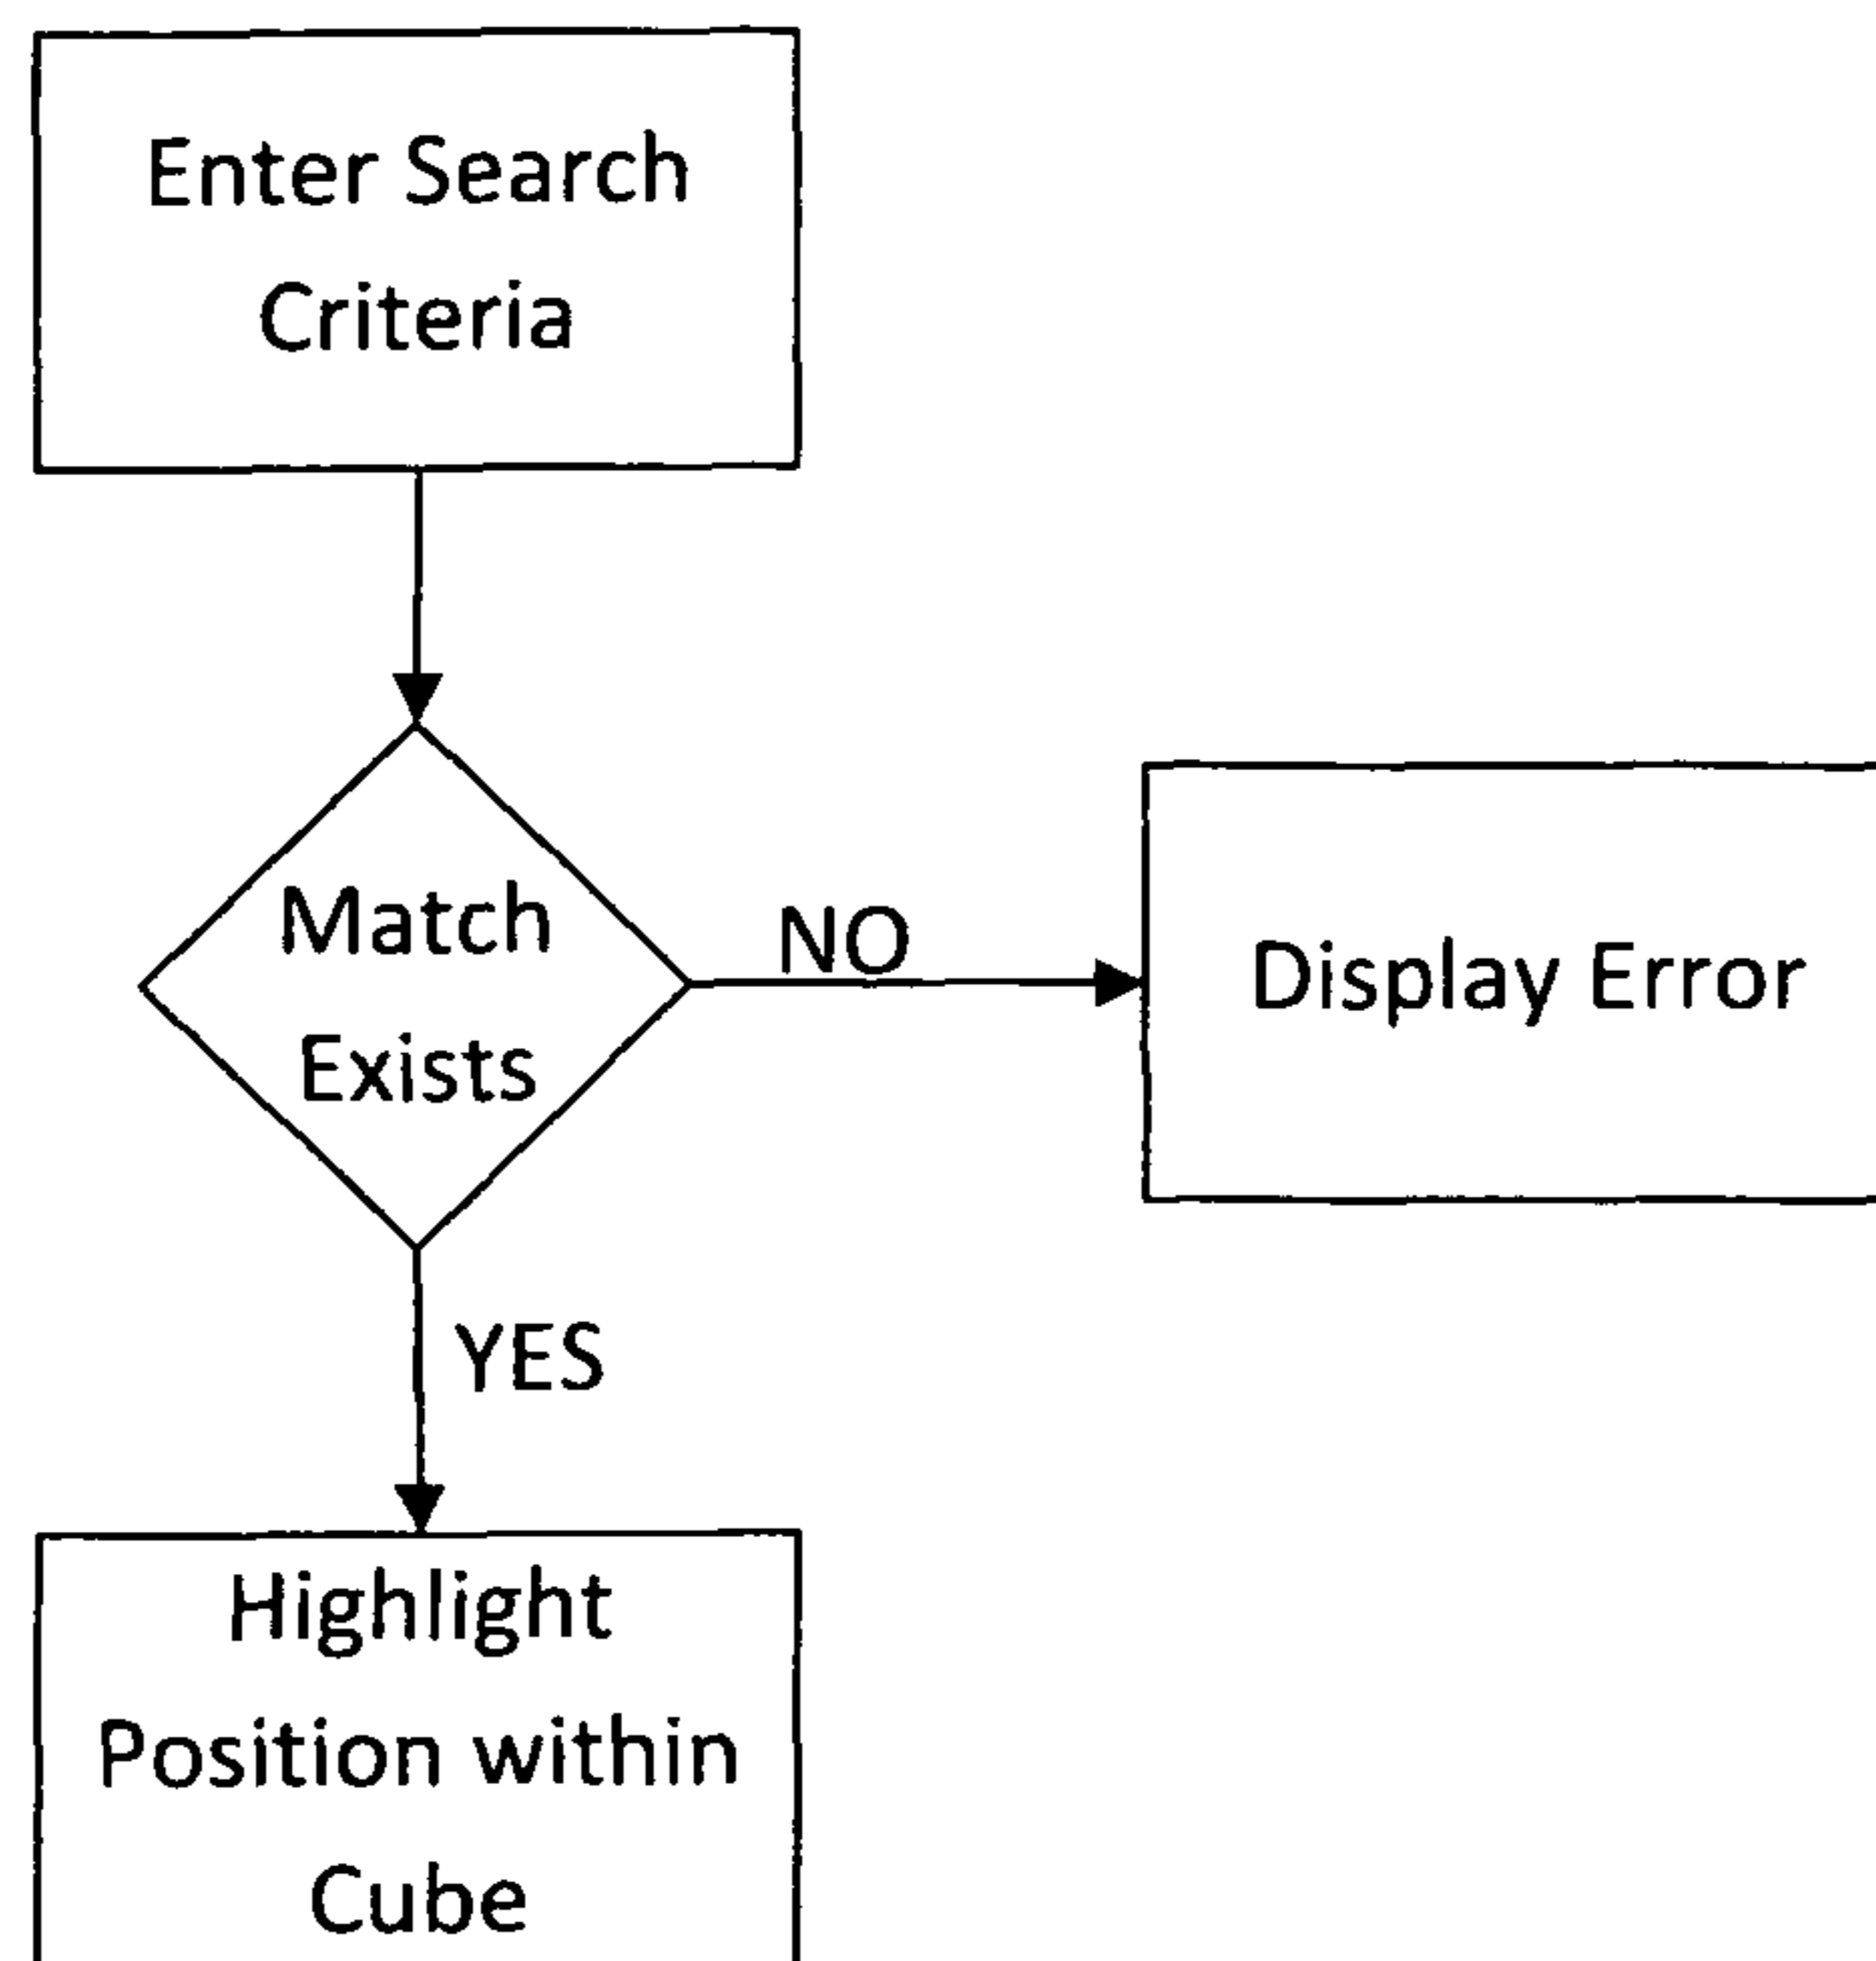 Enter Search
Criteria
Match
Exists
NO
Display Error
YES
Highlight
Position within
Cube